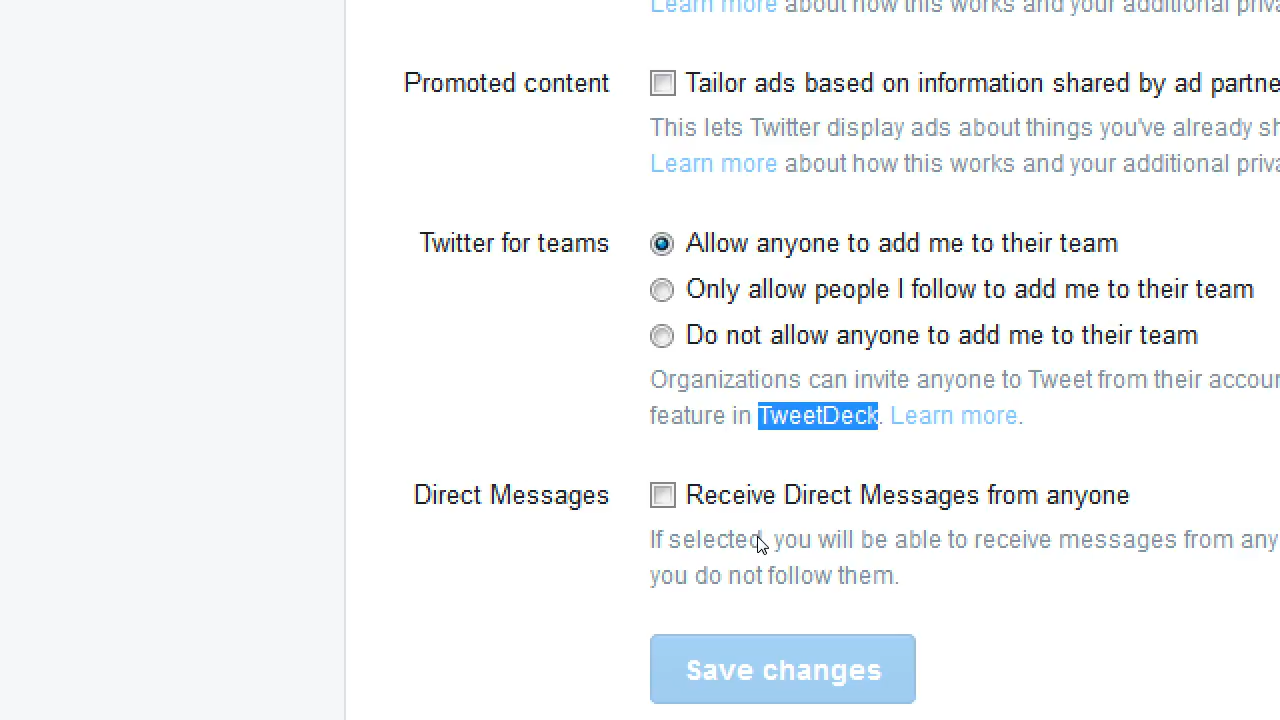 Learn more about how this works and your additional
Promoted content
Tailor ads based on information shared by ad
This lets Twitter display ads about things you've already
Learn more about how this works and your additional
Twitter for teams
Allow anyone to add me to their team
Only allow people I follow to add me to their team
Do not allow anyone to add me to their team
Organizations can invite anyone to Tweet from their
feature in TweetDeck. Learn more.
Direct Messages
Receive Direct Messages from anyone
If selected, you will be able to receive messages from any
you do not follow them.
Save changes